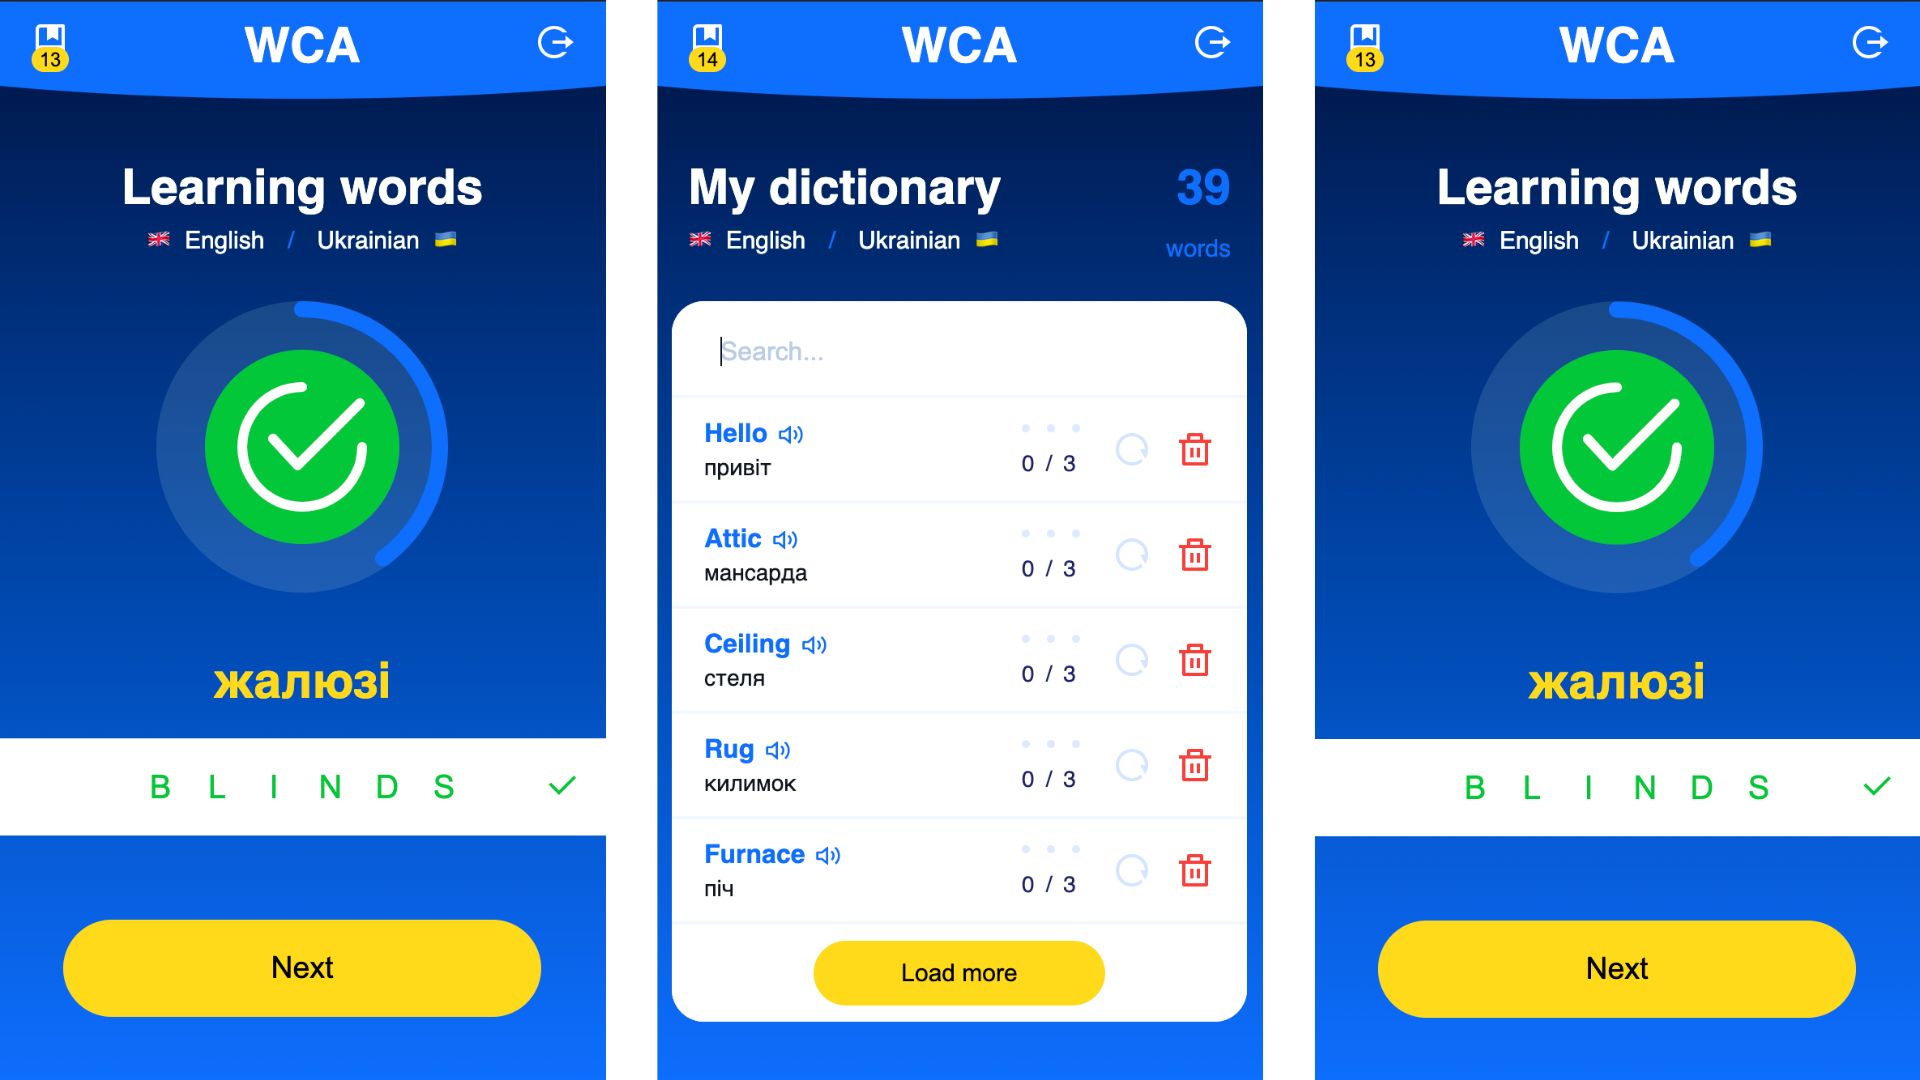 13
WCA
Learning words
English / Ukrainian
жалюзі
B L I N D S
Next
14
WCA
My dictionary
39
English / Ukrainian
words
Search...
Hello
привіт
0 / 3
Attic
мансарда
0 / 3
Ceiling
стеля
0 / 3
Rug
килимок
0 / 3
Furnace
піч
0 / 3
Load more
13
WCA
Learning words
English / Ukrainian
жалюзі
B L I N D S
Next